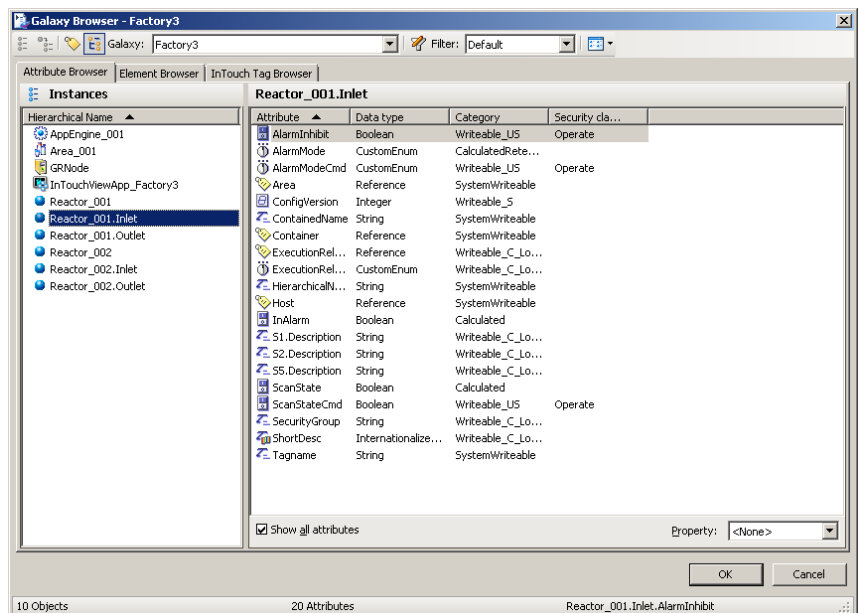 Galaxy Browser - Factory3
Galaxy: Factory3 Filter: Default
Attribute Browser Element Browser InTouch Tag Browser
Instances
Hierarchical Name
AppEngine_001
Area_001
GRNode
InTouchViewApp_Factory3
Reactor_001
Reactor_001.Inlet
Reactor_001.Outlet
Reactor_002
Reactor_002.Inlet
Reactor_002.Outlet
Reactor_001.Inlet
Attribute Data type Category Security cla...
AlarmInhibit Boolean Writeable_US Operate
AlarmMode CustomEnum CalculatedRete...
AlarmModeCmd CustomEnum Writeable_US Operate
Area Reference SystemWriteable
ConfigVersion Integer Writeable_S
ContainedName String SystemWriteable
Container Reference SystemWriteable
ExecutionRel... Reference Writeable_C_Lo...
ExecutionRel... CustomEnum Writeable_C_Lo...
HierarchicalN... String SystemWriteable
Host Reference SystemWriteable
InAlarm Boolean Calculated
S1.Description String Writeable_C_Lo...
S2.Description String Writeable_C_Lo...
S5.Description String Writeable_C_Lo...
ScanState Boolean Calculated
ScanStateCmd Boolean Writeable_US Operate
SecurityGroup String Writeable_C_Lo...
ShortDesc Internationalize... Writeable_C_Lo...
Tagname String SystemWriteable
Show all attributes Property: <None>
OK Cancel
10 Objects 20 Attributes Reactor_001.Inlet.AlarmInhibit